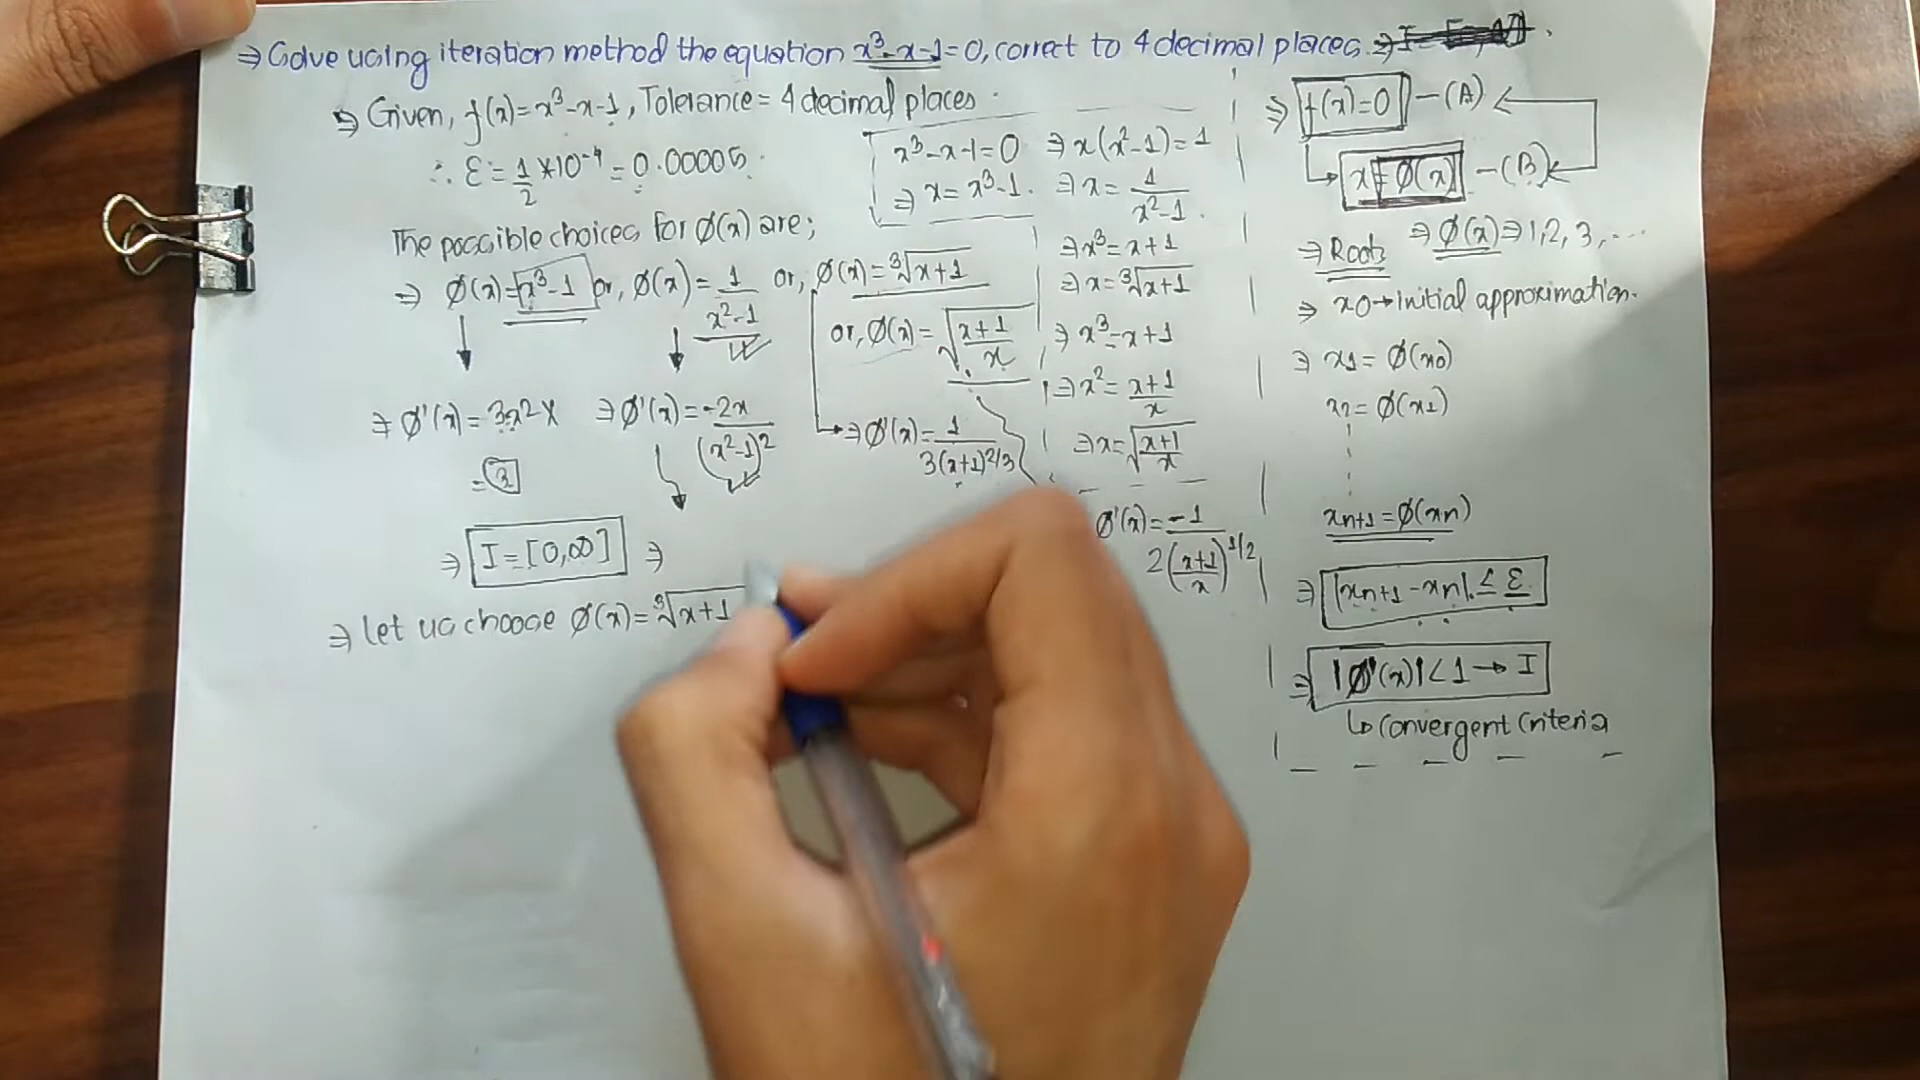 ⇒ Solve using iteration method the equation x³-x-1=0, correct to 4 decimal places.
⇒ Given, f(x)=x³-x-1, Tolerance= 4 decimal places.
∴ ε = 1/2 *10⁻⁴ = 0.00005.
The possible choices for Ø(x) are;
⇒ Ø(x)=x³-1 or, Ø(x)= 1/(x²-1) or, Ø(x)=∛(x+1)
or, Ø(x)= √((x+1)/x)
⇒ Ø'(x) = 3x² X ⇒ Ø'(x)= -2x/(x²-1)² ⇒ Ø'(x)= 1/(3(x+1)^2/3)
Ø'(x)= -1/(2((x+1)/x)^1/2)
⇒ I=[0,∞] ⇒
⇒ let us choose Ø(x)=∛(x+1
x³-x-1=0
⇒ x=x³-1.
⇒ x(x²-1)=1
⇒ x= 1/(x²-1).
⇒ x³=x+1
⇒ x=∛(x+1)
⇒ x³=x+1
⇒ x²= (x+1)/x
⇒ x=√((x+1)/x)
⇒ f(x)=0 -(A)
x=Ø(x) -(B)
⇒ Roots ⇒ Ø(x)⇒1,2,3,...
⇒ x0→initial approximation.
⇒ x1 = Ø(x0)
x2=Ø(x1)
xn+1=Ø(xn)
⇒ |xn+1-xn| ≤ ε
⇒ |Ø'(x)|<1→I
↳ Convergent Criteria